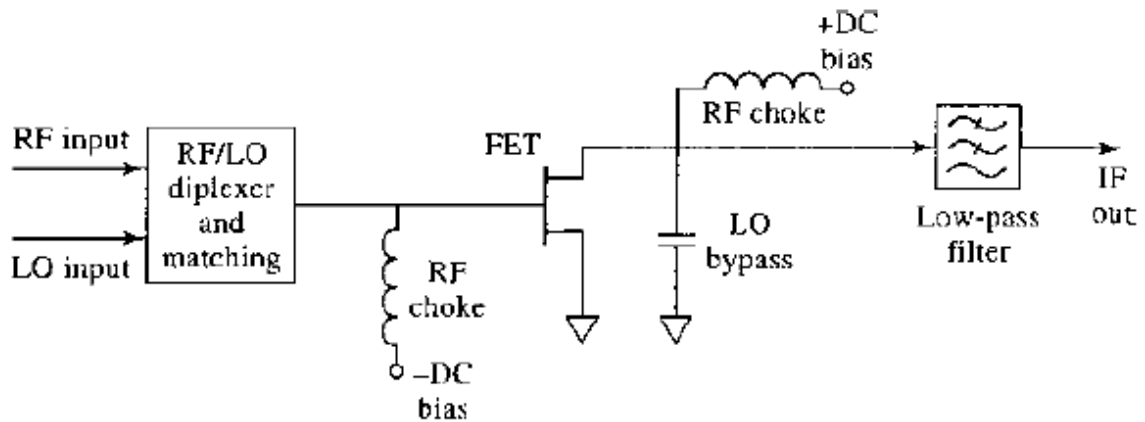 +DC
bias
RF choke
RF input
RF/LO
diplexer
and
matching
LO input
FET
IF
out
Low-pass
filter
LO
bypass
RF
choke
–DC
bias